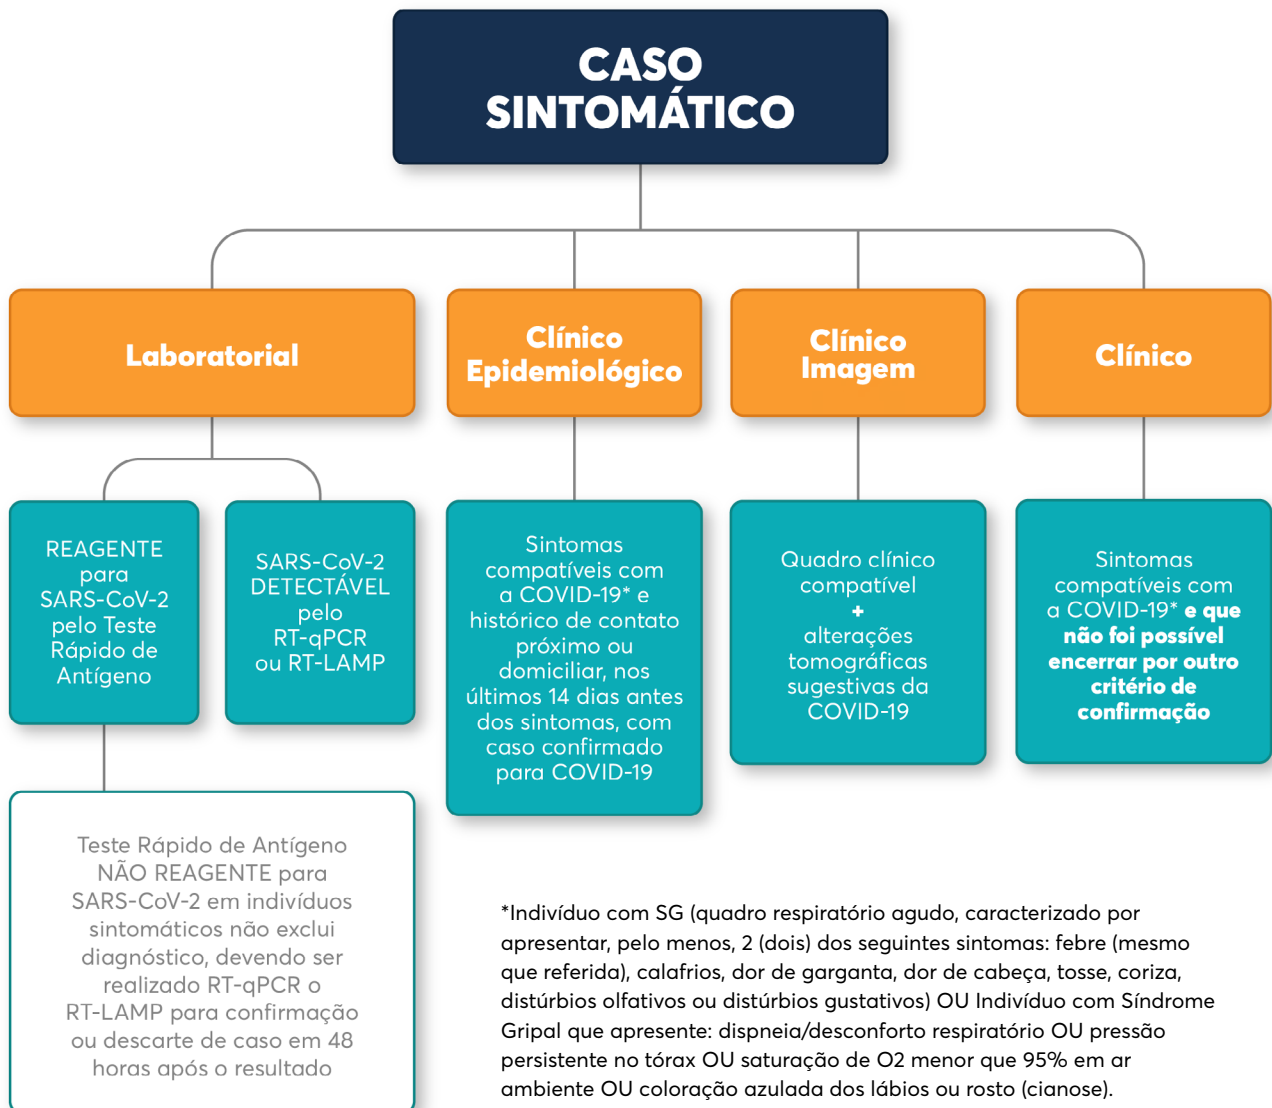 CASO
SINTOMÁTICO
Laboratorial
Clínico
Epidemiológico
Clínico
Imagem
Clínico
REAGENTE
para
SARS-CoV-2
pelo Teste
Rápido de
Antígeno
SARS-CoV-2
DETECTÁVEL
pelo
RT-qPCR
ou RT-LAMP
Sintomas
compatíveis com
a COVID-19* e
histórico de contato
próximo ou
domiciliar, nos
últimos 14 dias antes
dos sintomas, com
caso confirmado
para COVID-19
Quadro clínico
compatível
+
alterações
tomográficas
sugestivas da
COVID-19
Sintomas
compatíveis com
a COVID-19* e que
não foi possível
encerrar por outro
critério de
confirmação
Teste Rápido de Antígeno
NÃO REAGENTE para
SARS-CoV-2 em indivíduos
sintomáticos não exclui
diagnóstico, devendo ser
realizado RT-qPCR o
RT-LAMP para confirmação
ou descarte de caso em 48
horas após o resultado
*Indivíduo com SG (quadro respiratório agudo, caracterizado por
apresentar, pelo menos, 2 (dois) dos seguintes sintomas: febre (mesmo
que referida), calafrios, dor de garganta, dor de cabeça, tosse, coriza,
distúrbios olfativos ou distúrbios gustativos) OU Indivíduo com Síndrome
Gripal que apresente: dispneia/desconforto respiratório OU pressão
persistente no tórax OU saturação de O2 menor que 95% em ar
ambiente OU coloração azulada dos lábios ou rosto (cianose).